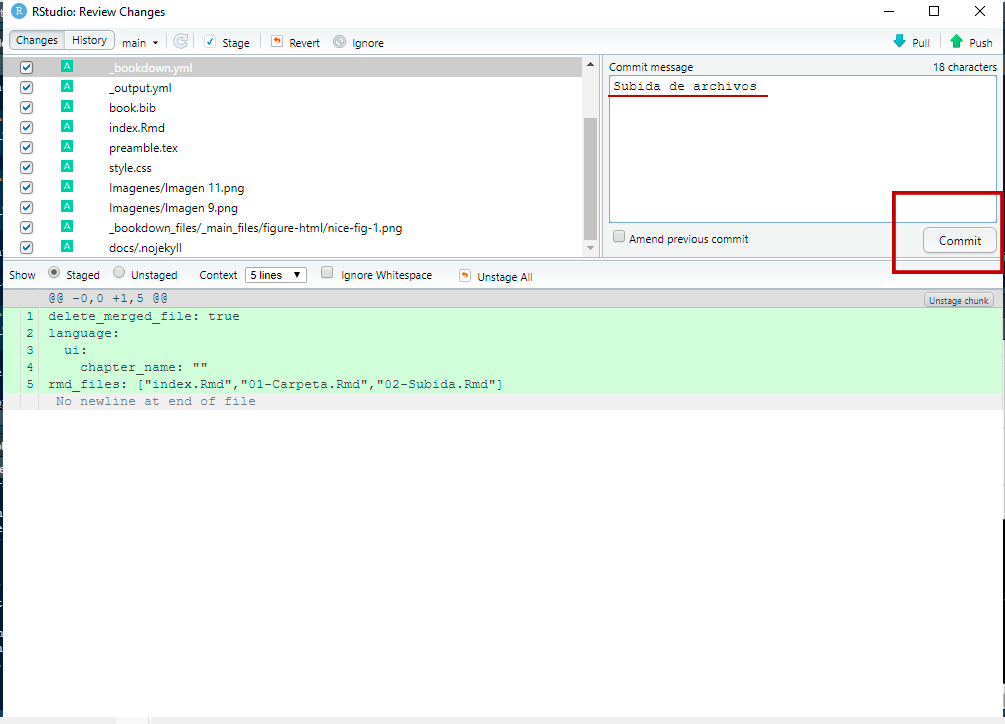 RStudio: Review Changes
Changes History main Stage Revert Ignore Pull Push
A _bookdown.yml
A _output.yml
A book.bib
A index.Rmd
A preamble.tex
A style.css
A Imagenes/Imagen 11.png
A Imagenes/Imagen 9.png
A _bookdown_files/_main_files/figure-html/nice-fig-1.png
A docs/.nojekyll
Commit message 18 characters
Subida de archivos
Amend previous commit Commit
Show Staged Unstaged Context 5 lines Ignore Whitespace Unstage All
@@ -0,0 +1,5 @@ Unstage chunk
1 delete_merged_file: true
2 language:
3 ui:
4 chapter_name: ""
5 rmd_files: ["index.Rmd","01-Carpeta.Rmd","02-Subida.Rmd"]
No newline at end of file